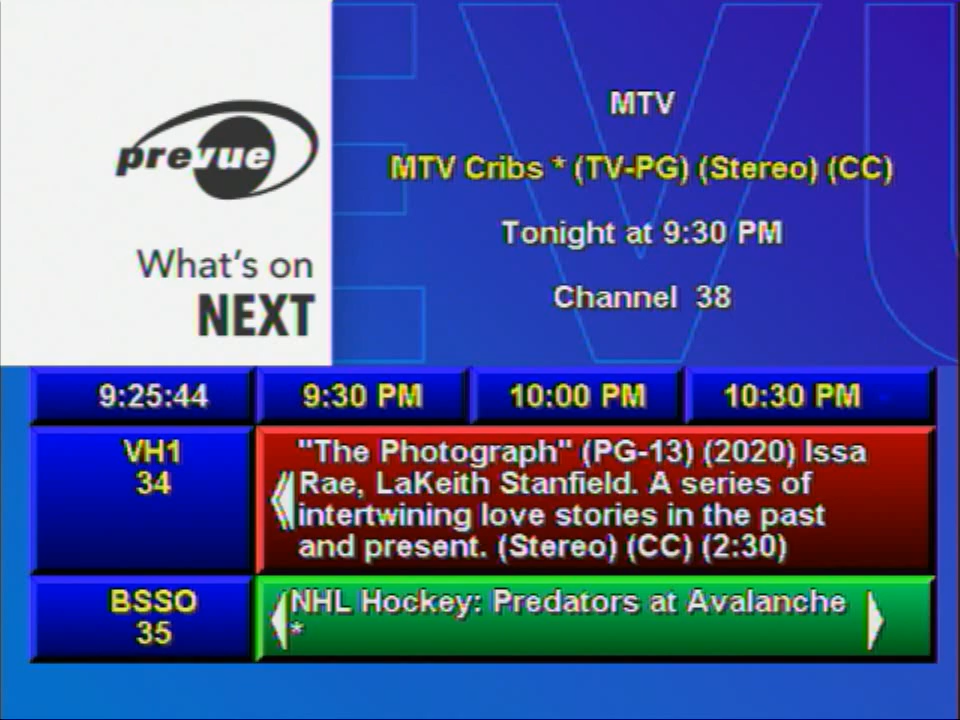 prevue
What's on
NEXT
MTV
MTV Cribs * (TV-PG) (Stereo) (CC)
Tonight at 9:30 PM
Channel 38
9:25:44 9:30 PM 10:00 PM 10:30 PM
VH1
34
"The Photograph" (PG-13) (2020) Issa
Rae, LaKeith Stanfield. A series of
intertwining love stories in the past
and present. (Stereo) (CC) (2:30)
BSSO
35
NHL Hockey: Predators at Avalanche
*